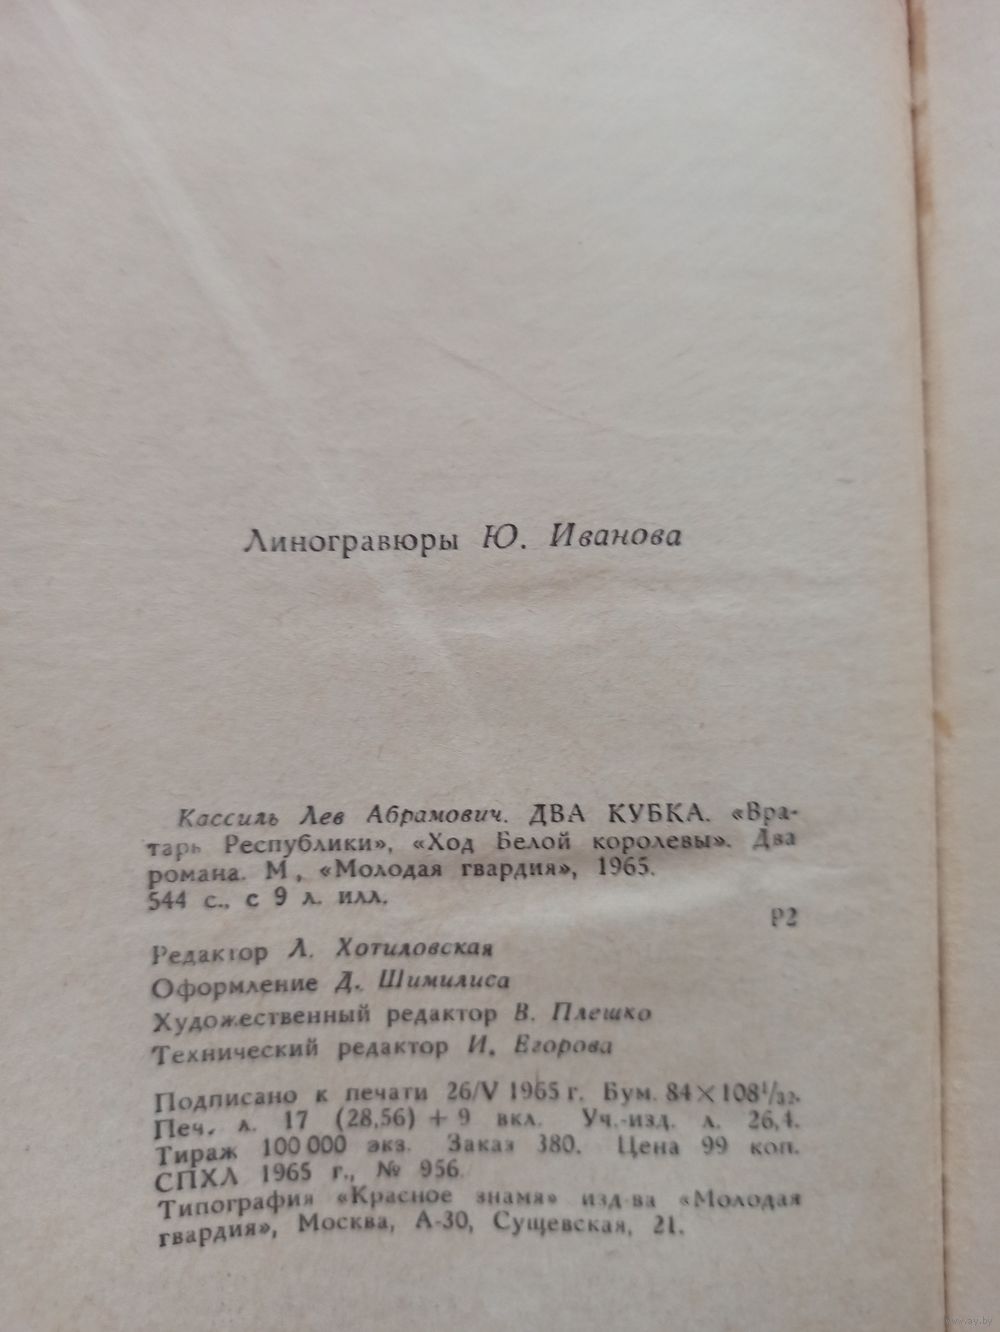 Линогравюры Ю. Иванова
Кассиль Лев Абрамович. ДВА КУБКА. «Вра-
тарь Республики», «Ход Белой королевы». Два
романа. М , «Молодая гвардия», 1965.
544 с., с 9 л. илл.
Р2
Редактор Л. Хотиловская
Оформление Д. Шимилиса
Художественный редактор В. Плешко
Технический редактор И. Егорова
Подписано к печати 26/V 1965 г. Бум. 84×108¹/₃₂.
Печ. л. 17 (28,56) + 9 вкл. Уч.-изд. л. 26,4.
Тираж 100 000 экз. Заказ 380. Цена 99 коп.
СПХЛ 1965 г., № 956.
Типография «Красное знамя» изд-ва «Молодая
гвардия», Москва, А-30, Сущевская, 21.
www.ay.by